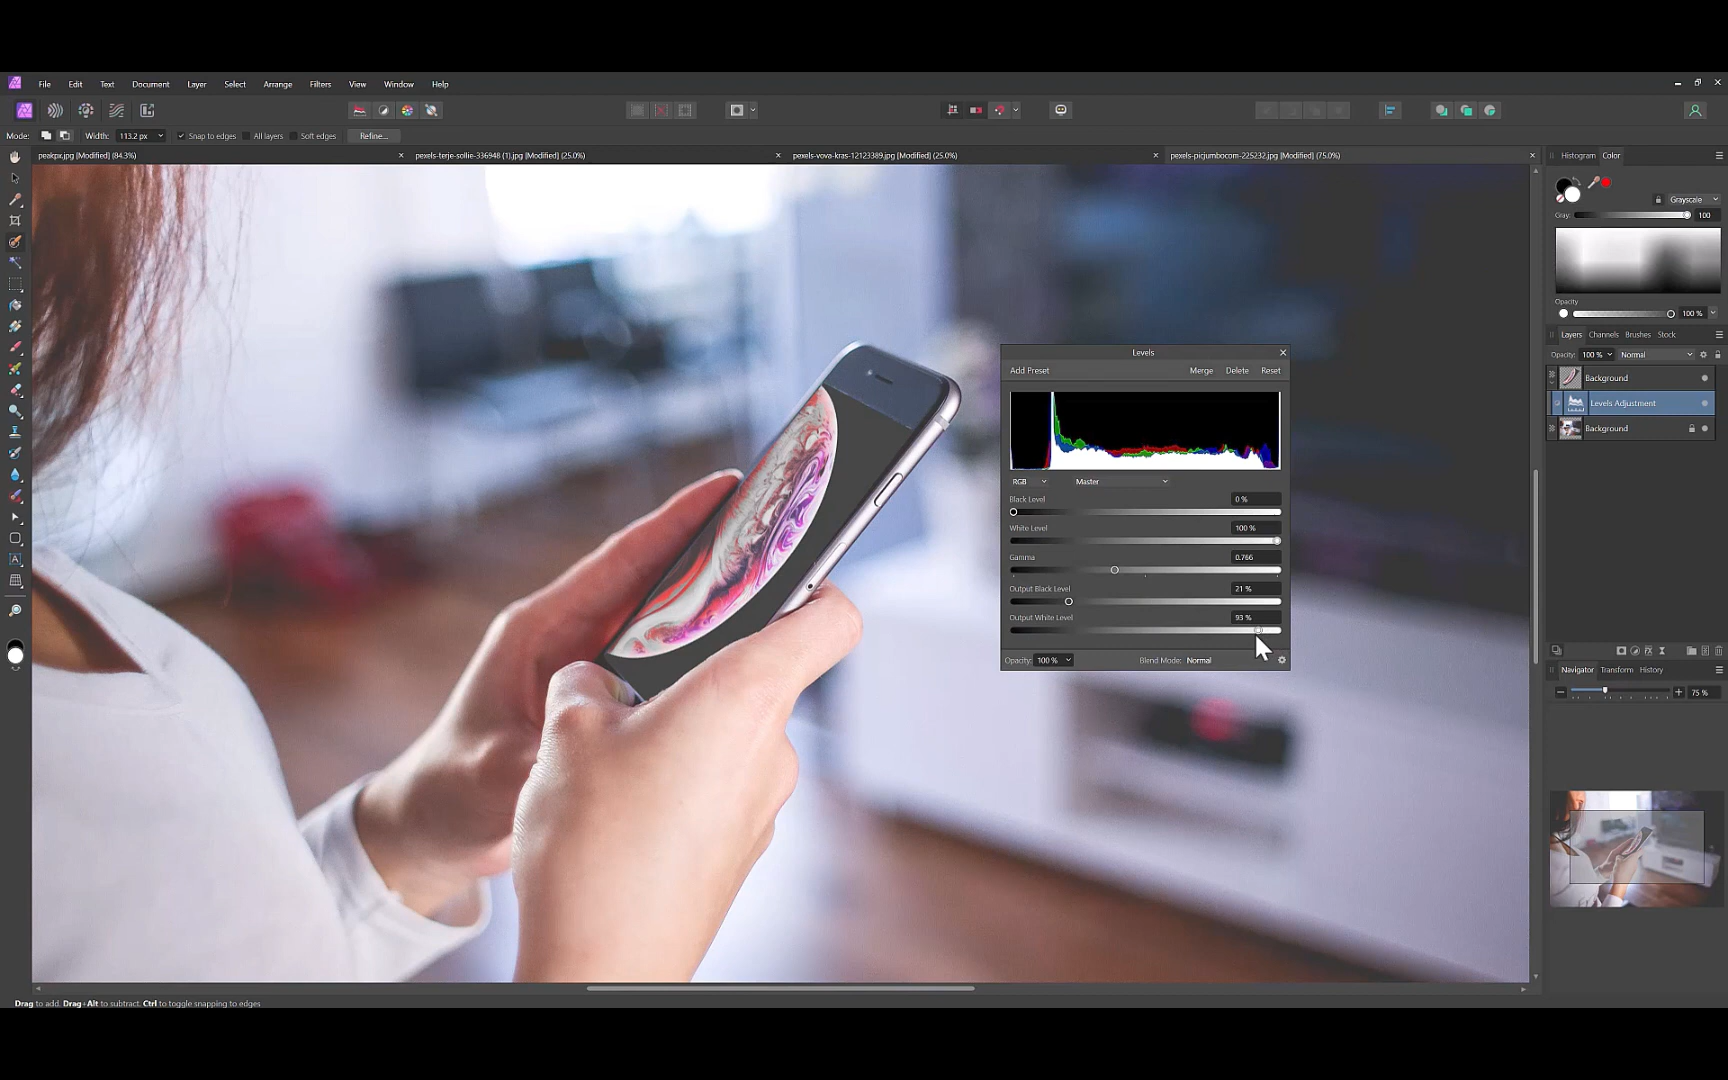 File Edit Text Document Layer Select Arrange Filters View Window Help
Mode: Width: 113.2 px Snap to edges All layers Soft edges Refine...
peakpx.jpg [Modified] (84.3%) pexels-terje-sollie-336948 (1).jpg [Modified] (25.0%) pexels-vova-kras-12123389.jpg [Modified] (25.0%) pexels-picjumbocom-225232.jpg [Modified] (75.0%)
Histogram Color
Grayscale
Gray: 100
Opacity
100 %
Layers Channels Brushes Stock
Opacity: 100 % Normal
Background
Levels Adjustment
Background
Levels
Add Preset Merge Delete Reset
RGB Master
Black Level 0 %
White Level 100 %
Gamma 0.766
Output Black Level 21 %
Output White Level 93 %
Opacity: 100 % Blend Mode: Normal
Navigator Transform History
75 %
Drag to add. Drag+Alt to subtract. Ctrl to toggle snapping to edges